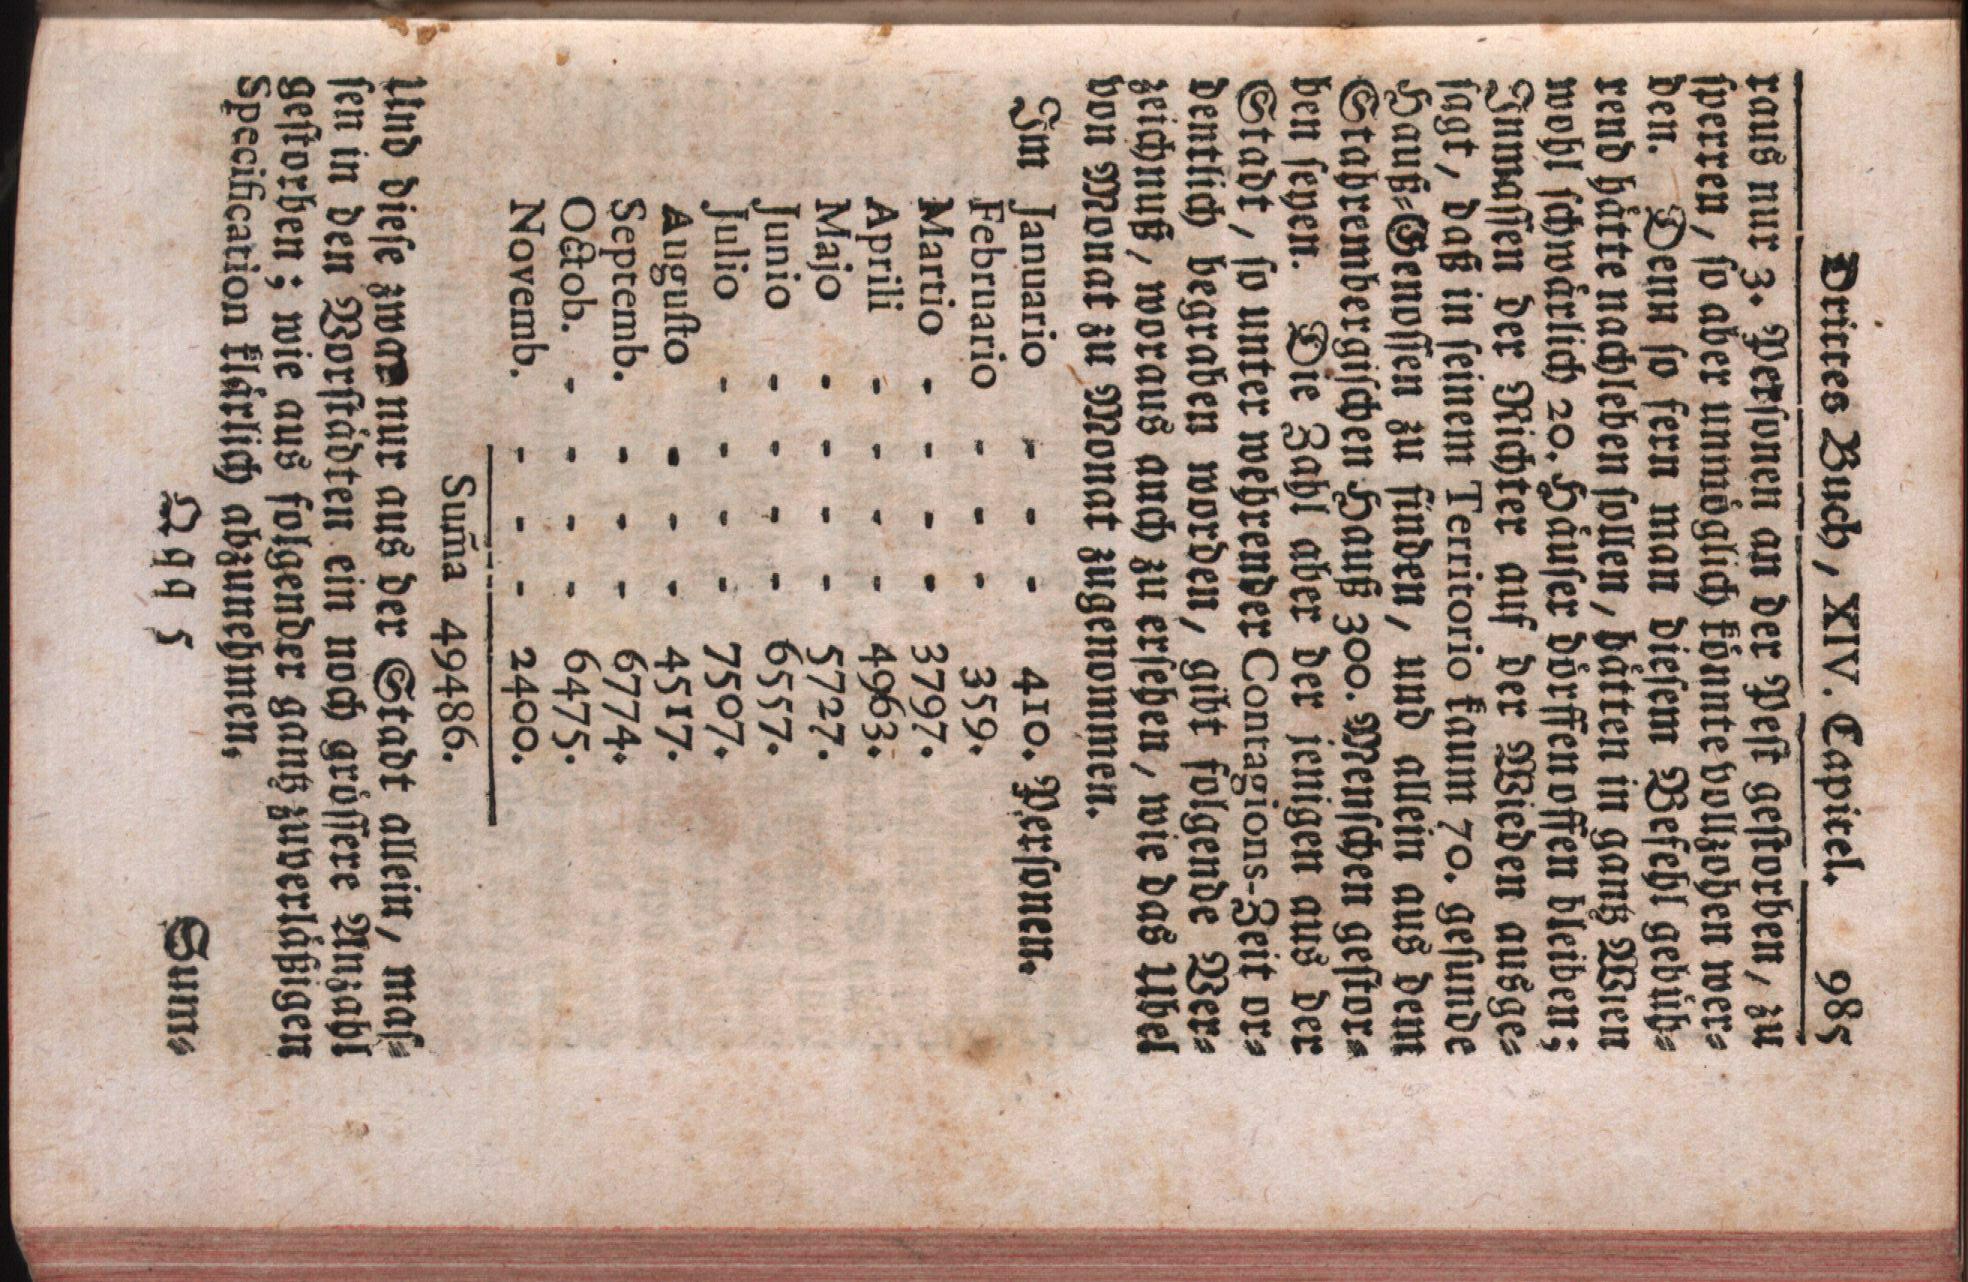 Drittes Buch, XIV. Capitel. 985
raus nur 3. Personen an der Pest gestorben, zu
sperren, so aber unmöglich könnte vollzohen wer⸗
den. Denn so fern man diesem Befehl gebüh⸗
rend hätte nachleben sollen, hätten in gantz Wien
wohl schwärlich 20. Häuser dörffen offen bleiben;
Immassen der Richter auf der Wieden ausge⸗
sagt, daß in seinem Territorio kaum 70. gesunde
Hauß⸗Genossen zu finden, und allein aus dem
Stahrembergischen Hauß 300. Menschen gestor⸗
ben seyen. Die Zahl aber der jenigen aus der
Stadt, so unter wehrender Contagions-Zeit or⸗
dentlich begraben worden, gibt folgende Ver⸗
zeichnuß, woraus auch zu ersehen, wie das Ubel
von Monat zu Monat zugenommen.
Im Januario - - - 410. Personen.
Februario - - - 359.
Martio - - - - 3797.
Aprili - - - - 4963.
Majo - - - - 5727.
Junio - - - - 6557.
Julio - - - - 7507.
Augusto - - - 4517.
Septemb. - - - 6774.
Octob. - - - - 6475.
Novemb. - - - 2400.
Sum̃a 49486.
Und diese zwar nur aus der Stadt allein, mas⸗
sen in den Vorstädten ein noch grössere Anzahl
gestorben; wie aus folgender gantz zuverläßigen
Specification klärlich abzunehmen.
Qqq 5 Sum⸗